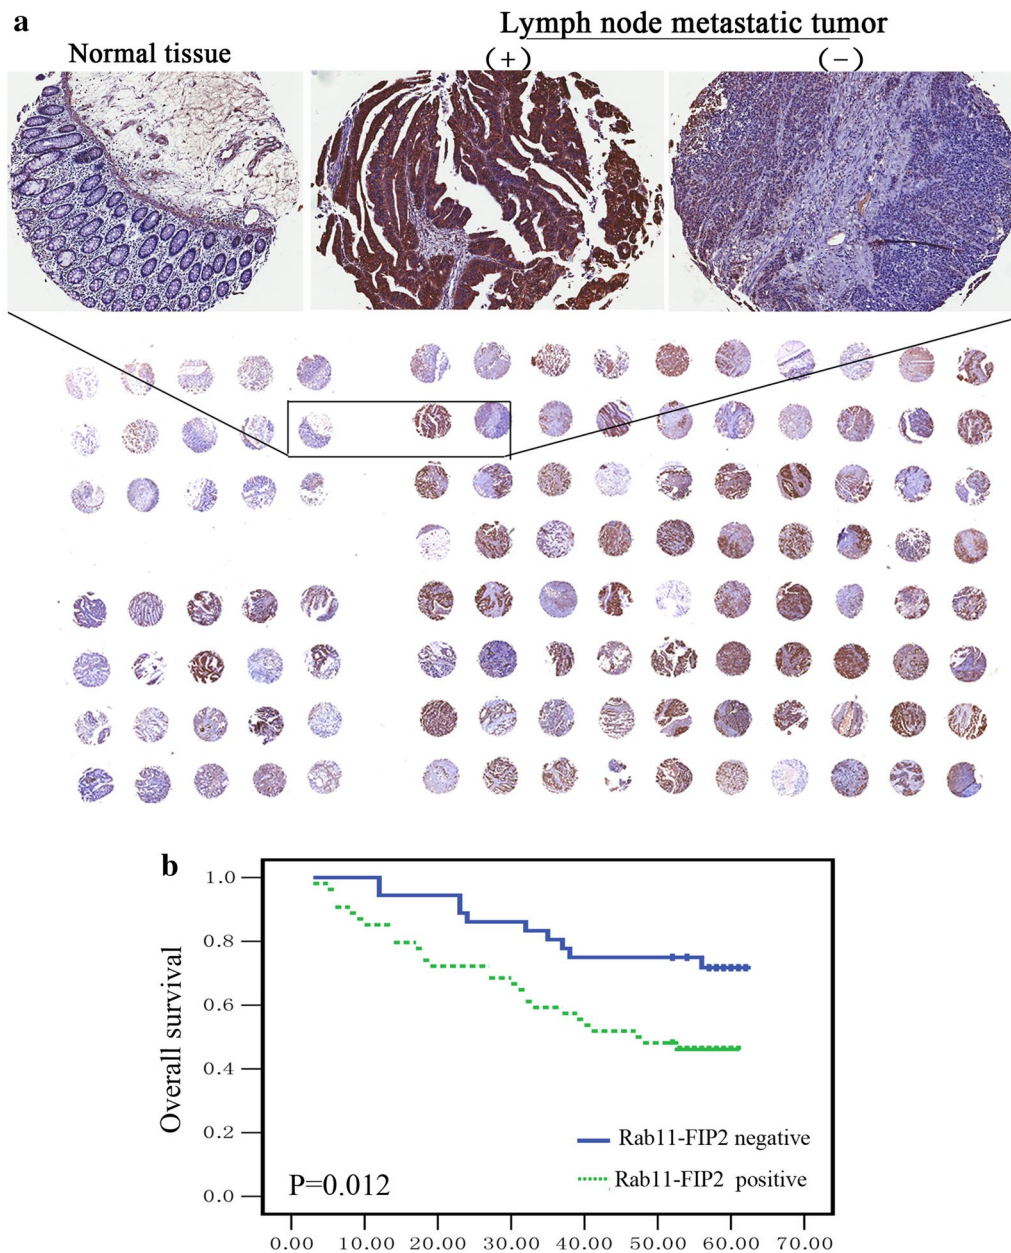 a
Lymph node metastatic tumor
Normal tissue
(+)
(−)
b
1.0
0.8
0.6
0.4
0.2
0.0
Overall survival
Rab11-FIP2 negative
Rab11-FIP2 positive
P=0.012
0.00 10.00 20.00 30.00 40.00 50.00 60.00 70.00